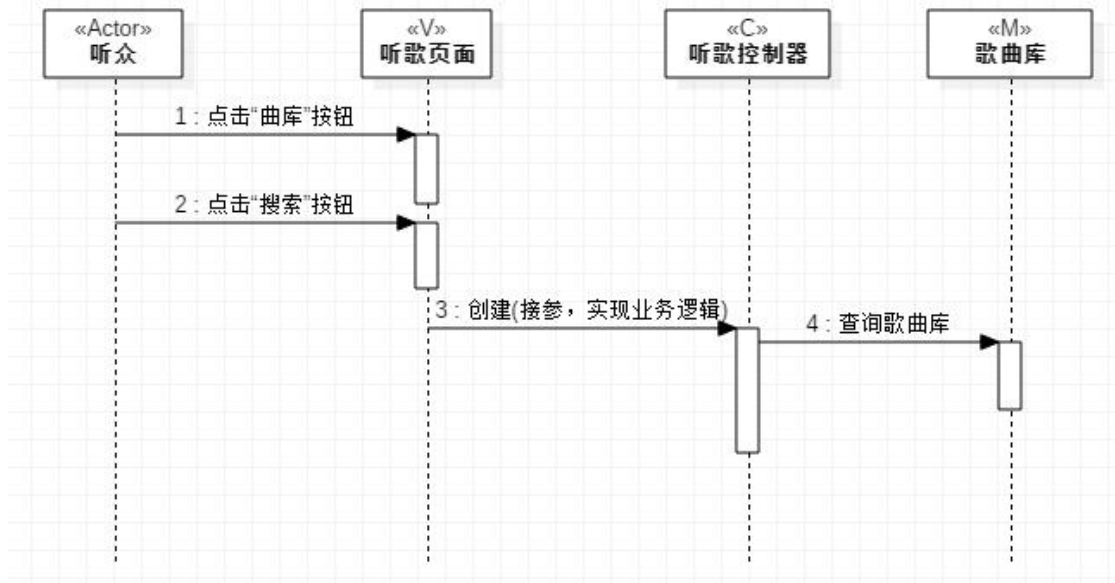 «Actor»
听众
«V»
听歌页面
«C»
听歌控制器
«M»
歌曲库
1 : 点击“曲库”按钮
2 : 点击“搜索”按钮
3 : 创建(接参，实现业务逻辑)
4 : 查询歌曲库